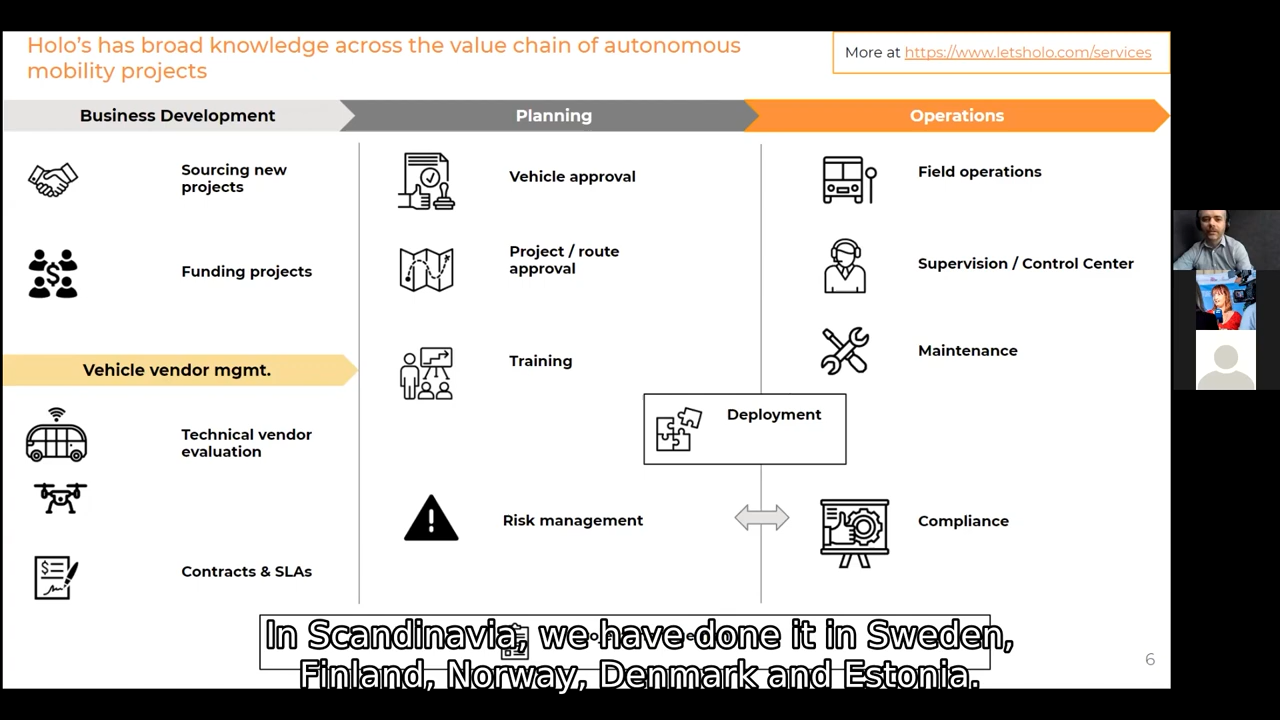 Holo's has broad knowledge across the value chain of autonomous
mobility projects
More at https://www.letsholo.com/services
Business Development
Planning
Operations
Sourcing new
projects
Funding projects
Vehicle vendor mgmt.
Technical vendor
evaluation
Contracts & SLAs
Vehicle approval
Project / route
approval
Training
Deployment
Risk management
Field operations
Supervision / Control Center
Maintenance
Compliance
In Scandinavia, we have done it in Sweden,
Finland, Norway, Denmark and Estonia.
6